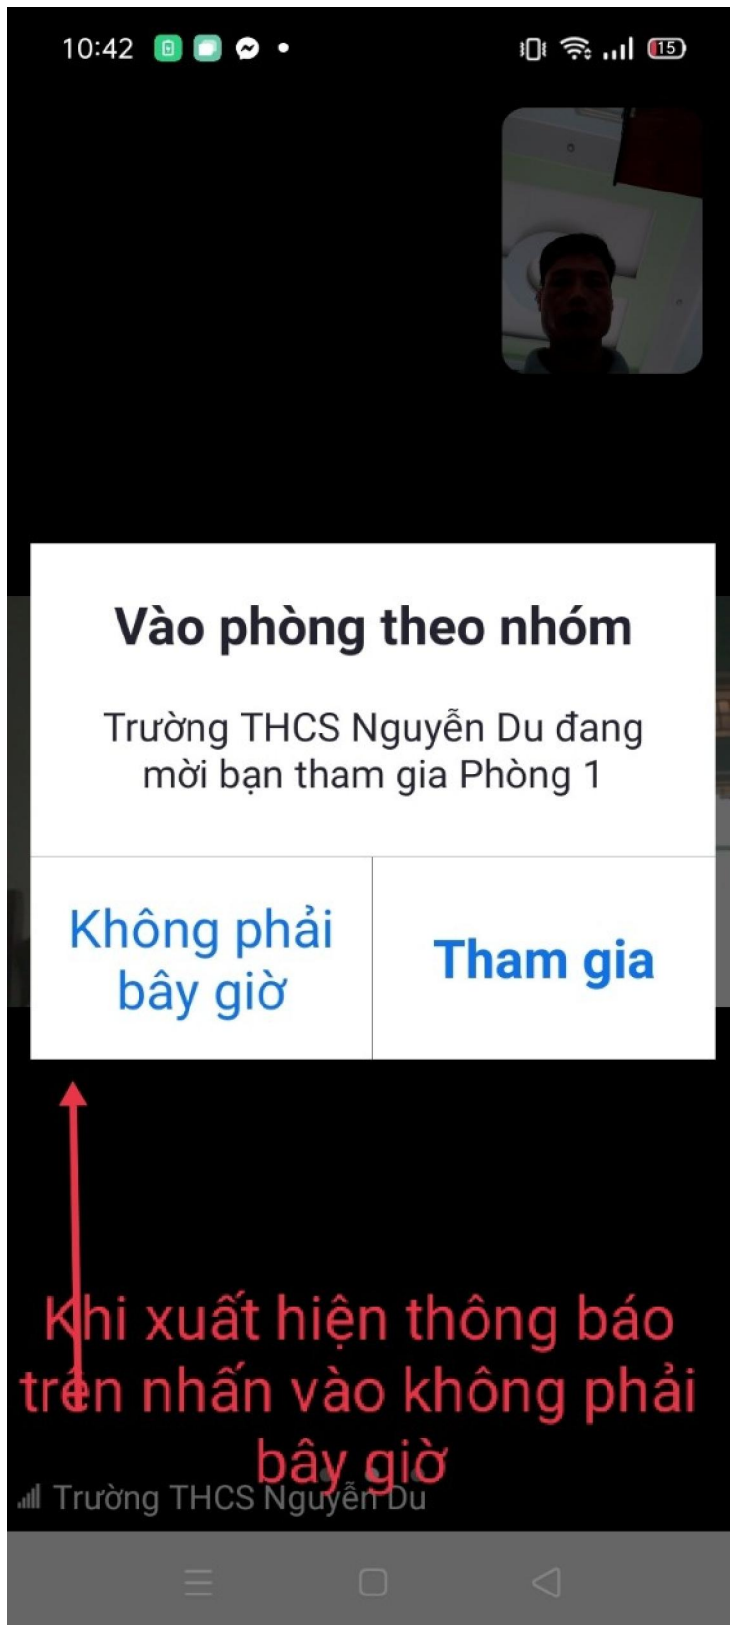 10:42
15
Vào phòng theo nhóm
Trường THCS Nguyễn Du đang
mời bạn tham gia Phòng 1
Không phải
bây giờ
Tham gia
Khi xuất hiện thông báo
trên nhấn vào không phải
bây giờ
Trường THCS Nguyễn Du